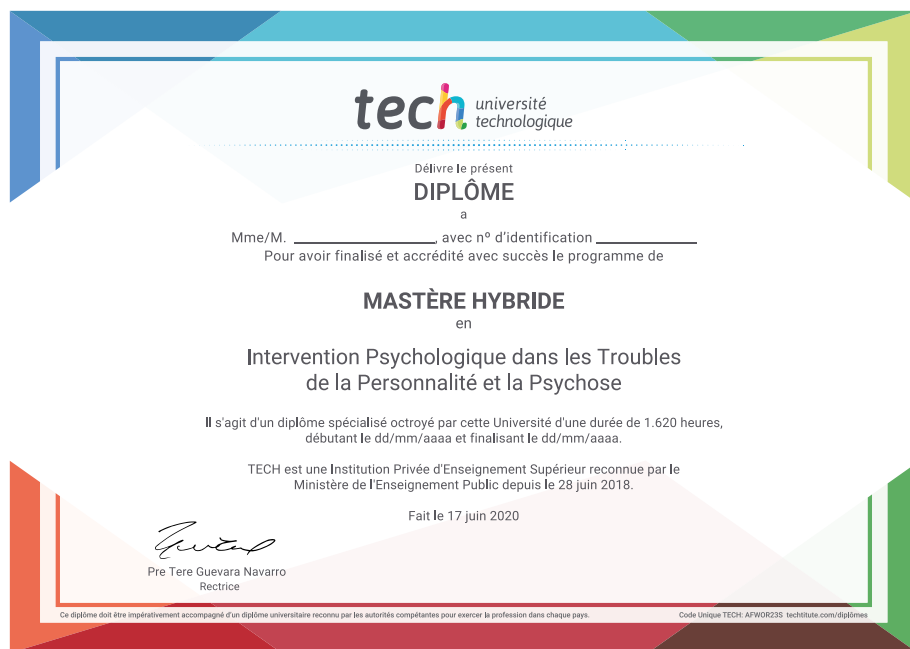 tech université
technologique
Délivre le présent
DIPLÔME
a
Mme/M. ________________, avec nº d'identification ____________
Pour avoir finalisé et accrédité avec succès le programme de
MASTÈRE HYBRIDE
en
Intervention Psychologique dans les Troubles
de la Personnalité et la Psychose
Il s'agit d'un diplôme spécialisé octroyé par cette Université d'une durée de 1.620 heures,
débutant le dd/mm/aaaa et finalisant le dd/mm/aaaa.
TECH est une Institution Privée d'Enseignement Supérieur reconnue par le
Ministère de l'Enseignement Public depuis le 28 juin 2018.
Fait le 17 juin 2020
Pre Tere Guevara Navarro
Rectrice
Ce diplôme doit être impérativement accompagné d'un diplôme universitaire reconnu par les autorités compétantes pour exercer la profession dans chaque pays.
Code Unique TECH: AFWOR23S techtitute.com/diplômes